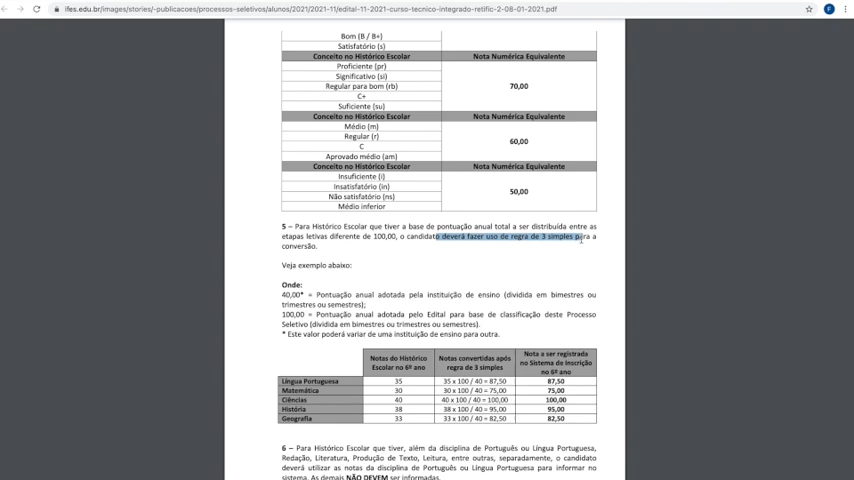 ifes.edu.br/images/stories/-publicacoes/processos-seletivos/alunos/2021/2021-11/edital-11-2021-curso-tecnico-integrado-retific-2-08-01-2021.pdf
F
Bom (B / B+)
Satisfatório (s)
Conceito no Histórico Escolar Nota Numérica Equivalente
Proficiente (pr)
Significativo (si)
Regular para bom (rb) 70,00
C+
Suficiente (su)
Conceito no Histórico Escolar Nota Numérica Equivalente
Médio (m)
Regular (r)
C 60,00
Aprovado médio (am)
Conceito no Histórico Escolar Nota Numérica Equivalente
Insuficiente (i)
Insatisfatório (in)
Não satisfatório (ns) 50,00
Médio inferior
5 – Para Histórico Escolar que tiver a base de pontuação anual total a ser distribuída entre as
etapas letivas diferente de 100,00, o candidato deverá fazer uso de regra de 3 simples para a
conversão.
Veja exemplo abaixo:
Onde:
40,00* = Pontuação anual adotada pela instituição de ensino (dividida em bimestres ou
trimestres ou semestres);
100,00 = Pontuação anual adotada pelo Edital para base de classificação deste Processo
Seletivo (dividida em bimestres ou trimestres ou semestres).
* Este valor poderá variar de uma instituição de ensino para outra.
Notas do Histórico Escolar no 6º ano Notas convertidas após regra de 3 simples Nota a ser registrada no Sistema de Inscrição no 6º ano
Língua Portuguesa 35 35 x 100 / 40 = 87,50 87,50
Matemática 30 30 x 100 / 40 = 75,00 75,00
Ciências 40 40 x 100 / 40 = 100,00 100,00
História 38 38 x 100 / 40 = 95,00 95,00
Geografia 33 33 x 100 / 40 = 82,50 82,50
6 – Para Histórico Escolar que tiver, além da disciplina de Português ou Língua Portuguesa,
Redação, Literatura, Produção de Texto, Leitura, entre outras, separadamente, o candidato
deverá utilizar as notas da disciplina de Português ou Língua Portuguesa para informar no
sistema. As demais NÃO DEVEM ser informadas.